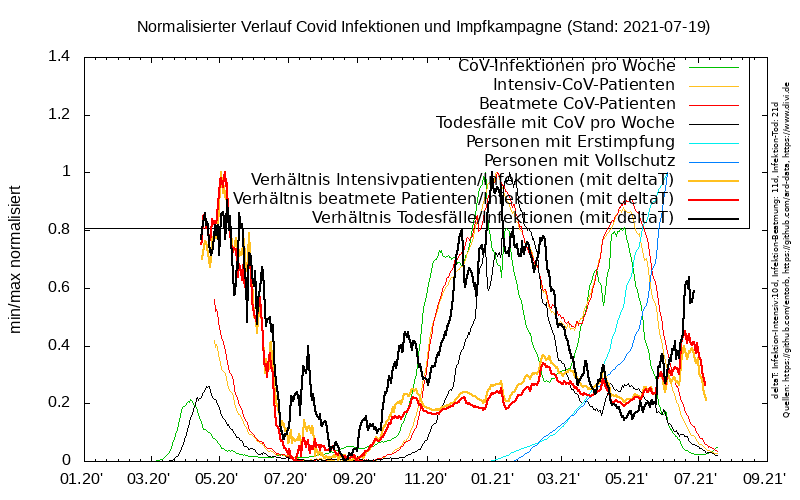 Normalisierter Verlauf Covid Infektionen und Impfkampagne (Stand: 2021-07-19)
min/max normalisiert
1.4
1.2
1
0.8
0.6
0.4
0.2
0
CoV-Infektionen pro Woche
Intensiv-CoV-Patienten
Beatmete CoV-Patienten
Todesfälle mit CoV pro Woche
Personen mit Erstimpfung
Personen mit Vollschutz
Verhältnis Intensivpatienten/Infektionen (mit deltaT)
Verhältnis beatmete Patienten/Infektionen (mit deltaT)
Verhältnis Todesfälle/Infektionen (mit deltaT)
01.20' 03.20' 05.20' 07.20' 09.20' 11.20' 01.21' 03.21' 05.21' 07.21' 09.21'
deltaT: Infektion-Intensiv:10d, Infektion-Beatmung: 11d, Infektion-Tod: 21d
Quellen: https://github.com/entorb, https://github.com/ard-data, https://www.divi.de